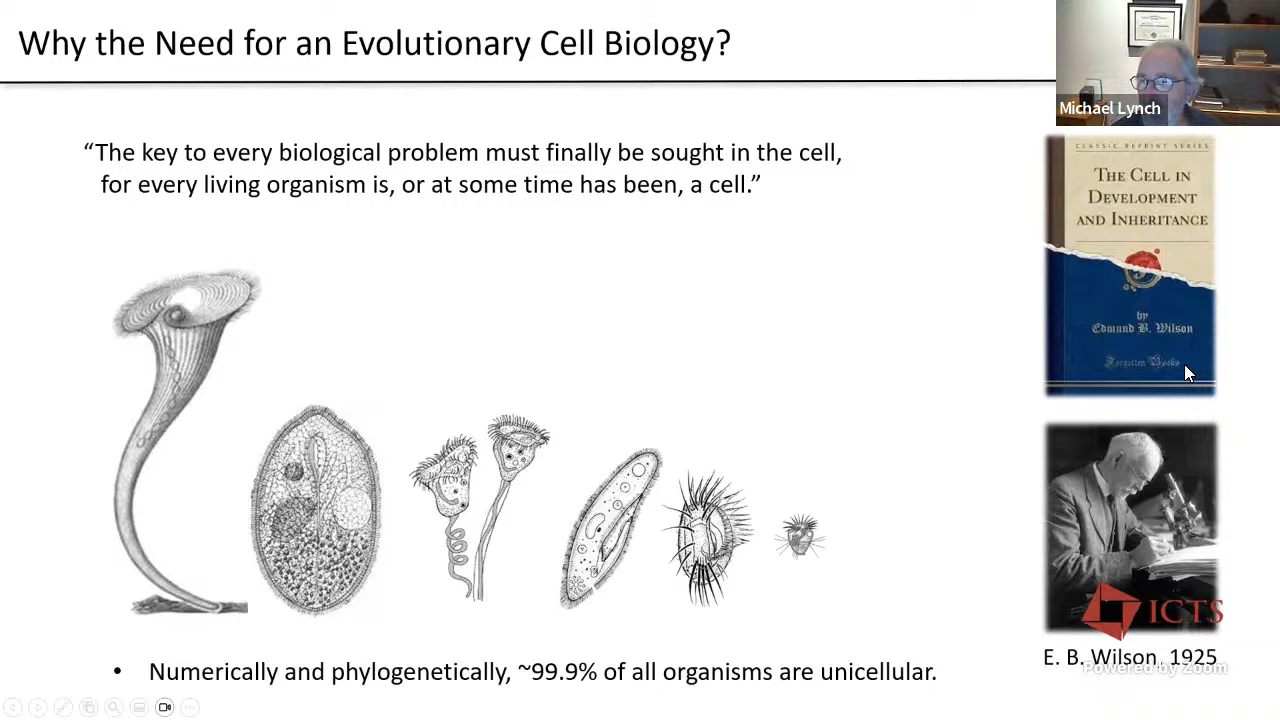 Why the Need for an Evolutionary Cell Biology?
Michael Lynch
“The key to every biological problem must finally be sought in the cell,
for every living organism is, or at some time has been, a cell.”
CLASSIC REPRINT SERIES
THE CELL IN
DEVELOPMENT
AND INHERITANCE
by
Edmund B. Wilson
Forgotten Books
ICTS
E. B. Wilson, 1925
Powered by Zoom
• Numerically and phylogenetically, ~99.9% of all organisms are unicellular.